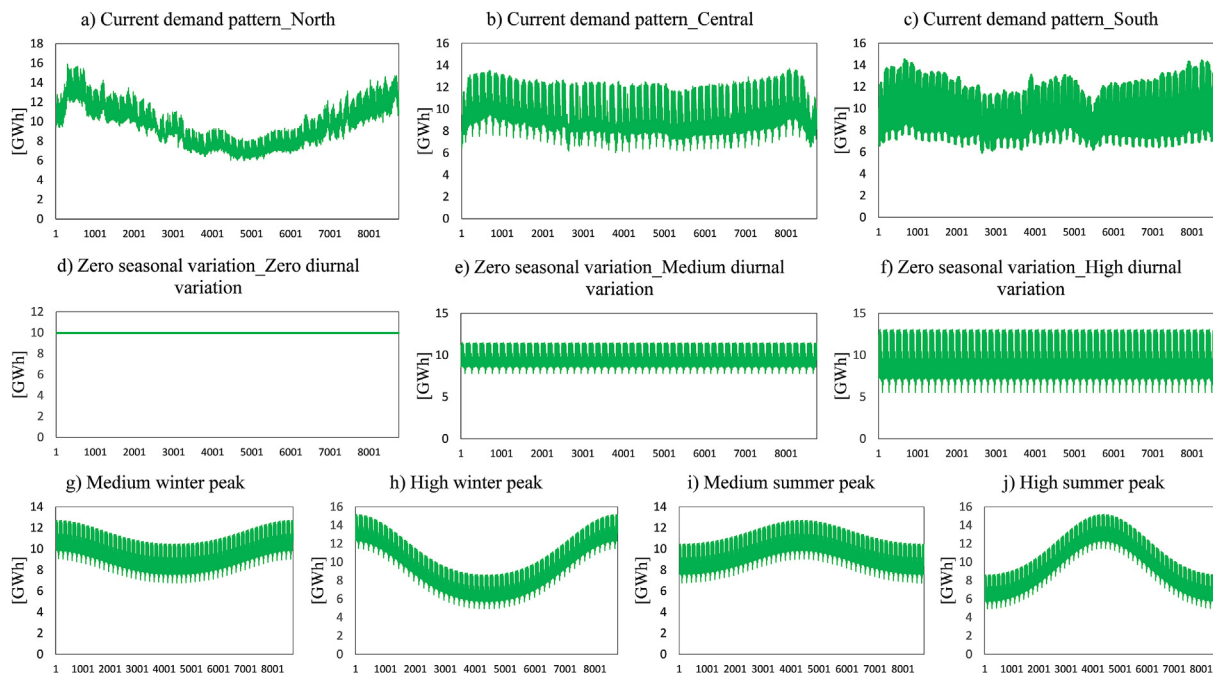 a) Current demand pattern_North
b) Current demand pattern_Central
c) Current demand pattern_South
[GWh]
18
16
14
12
10
8
6
4
2
0
1 1001 2001 3001 4001 5001 6001 7001 8001
[GWh]
16
14
12
10
8
6
4
2
0
1 1001 2001 3001 4001 5001 6001 7001 8001
[GWh]
16
14
12
10
8
6
4
2
0
1 1001 2001 3001 4001 5001 6001 7001 8001
d) Zero seasonal variation_Zero diurnal
variation
e) Zero seasonal variation_Medium diurnal
variation
f) Zero seasonal variation_High diurnal
variation
[GWh]
12
10
8
6
4
2
0
1 1001 2001 3001 4001 5001 6001 7001 8001
[GWh]
15
10
5
0
1 1001 2001 3001 4001 5001 6001 7001 8001
[GWh]
15
10
5
0
1 1001 2001 3001 4001 5001 6001 7001 8001
g) Medium winter peak
h) High winter peak
i) Medium summer peak
j) High summer peak
[GWh]
14
12
10
8
6
4
2
0
1 1001 2001 3001 4001 5001 6001 7001 8001
[GWh]
16
14
12
10
8
6
4
2
0
1 1001 2001 3001 4001 5001 6001 7001 8001
[GWh]
14
12
10
8
6
4
2
0
1 1001 2001 3001 4001 5001 6001 7001 8001
[GWh]
16
14
12
10
8
6
4
2
0
1 1001 2001 3001 4001 5001 6001 7001 8001